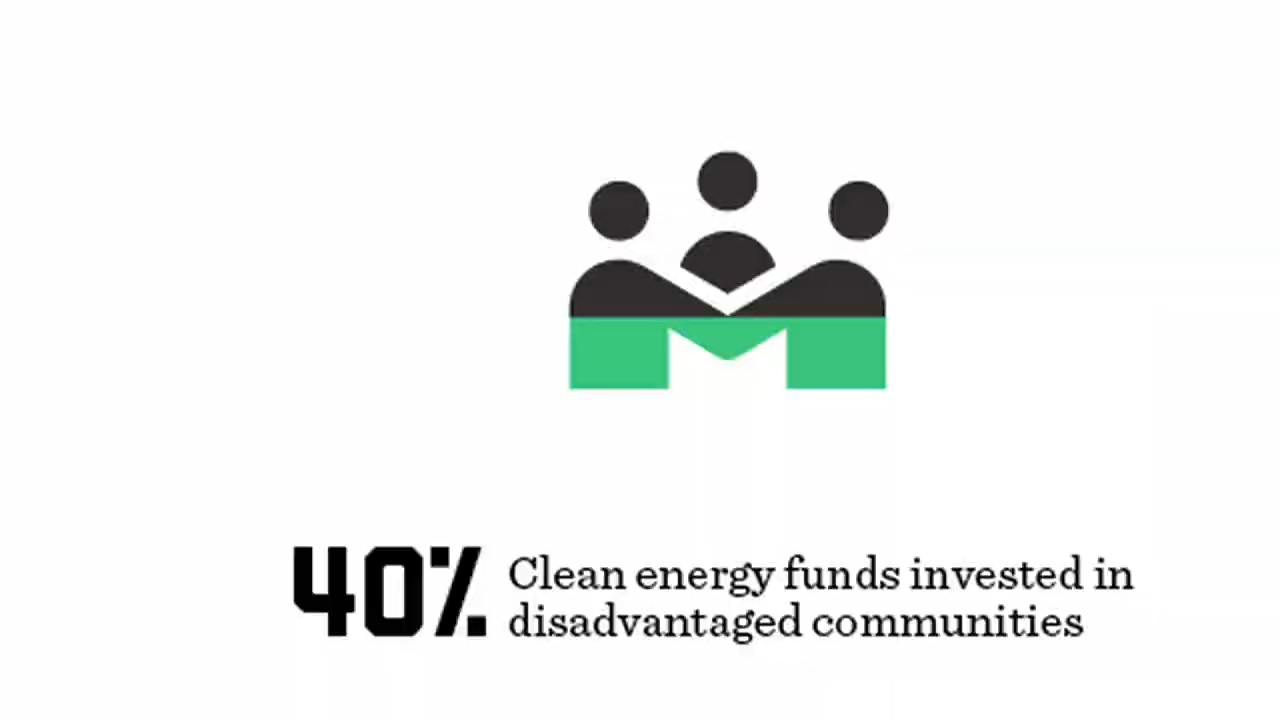 40% Clean energy funds invested in
disadvantaged communities